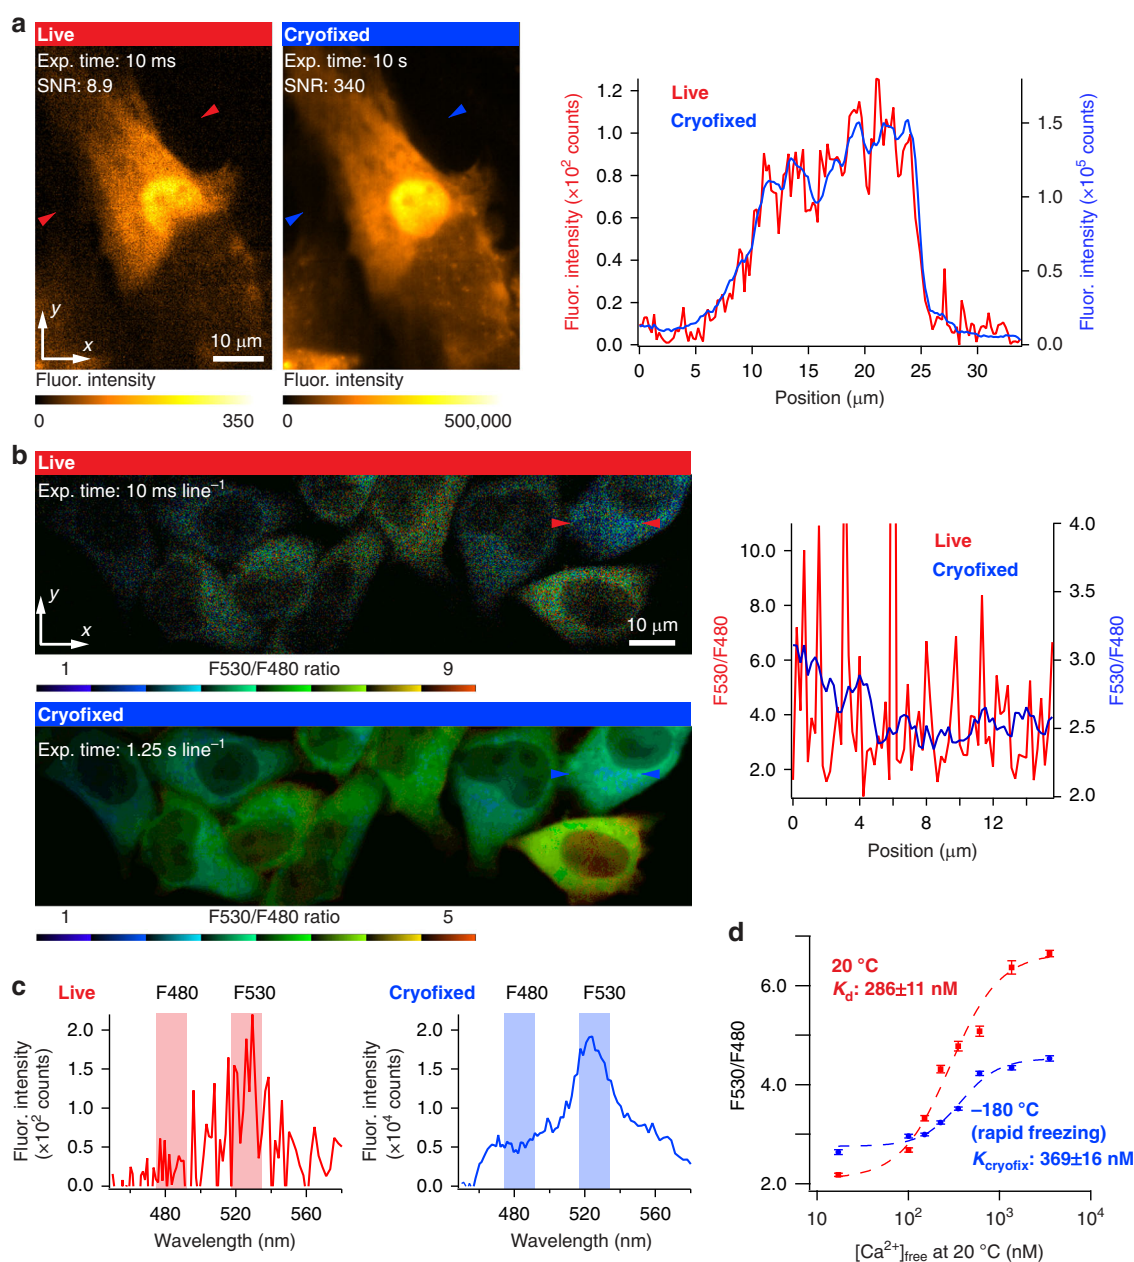 a
Live
Exp. time: 10 ms
SNR: 8.9
y
x
10 μm
Fluor. intensity
0 350
Cryofixed
Exp. time: 10 s
SNR: 340
Fluor. intensity
0 500,000
Live
Cryofixed
Fluor. intensity (×10² counts)
1.2
1.0
0.8
0.6
0.4
0.2
0.0
Fluor. intensity (×10⁵ counts)
1.5
1.0
0.5
0.0
0 5 10 15 20 25 30
Position (μm)
b
Live
Exp. time: 10 ms line⁻¹
y
x
10 μm
1 F530/F480 ratio 9
Cryofixed
Exp. time: 1.25 s line⁻¹
1 F530/F480 ratio 5
Live
Cryofixed
F530/F480
10.0
8.0
6.0
4.0
2.0
F530/F480
4.0
3.5
3.0
2.5
2.0
0 4 8 12
Position (μm)
c
Live
F480 F530
Fluor. intensity
(×10² counts)
2.0
1.5
1.0
0.5
0.0
480 520 560
Wavelength (nm)
Cryofixed
F480 F530
Fluor. intensity
(×10⁴ counts)
2.0
1.5
1.0
0.5
0.0
480 520 560
Wavelength (nm)
d
20 °C
Kd: 286±11 nM
–180 °C
(rapid freezing)
Kcryofix: 369±16 nM
F530/F480
6.0
4.0
2.0
10 10² 10³ 10⁴
[Ca²⁺]free at 20 °C (nM)